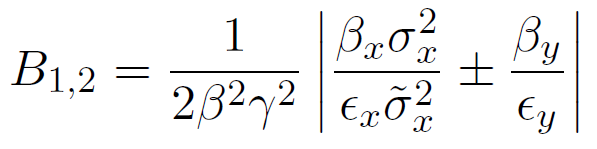 $B_{1,2} = \frac{1}{2\beta^2\gamma^2} \left| \frac{\beta_x \sigma_x^2}{\epsilon_x \tilde{\sigma}_x^2} \pm \frac{\beta_y}{\epsilon_y} \right|$